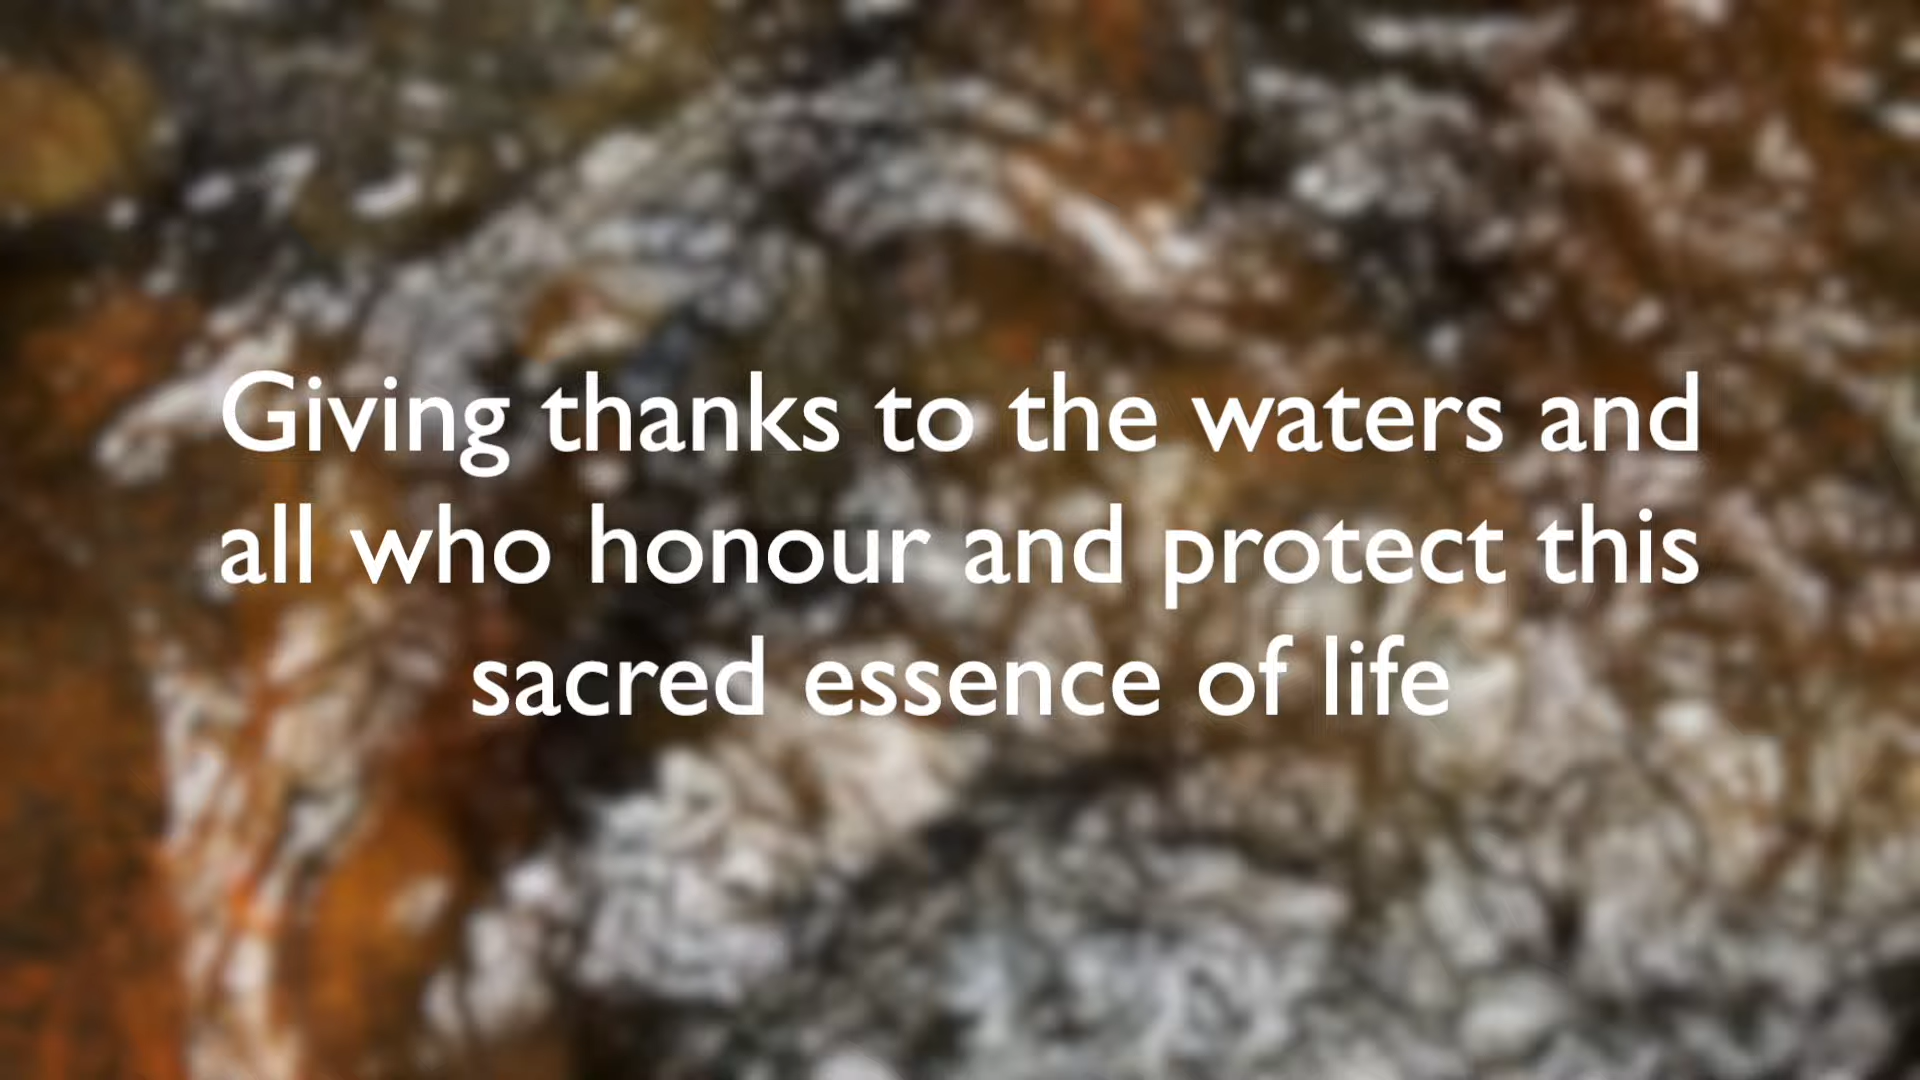 Giving thanks to the waters and
all who honour and protect this
sacred essence of life